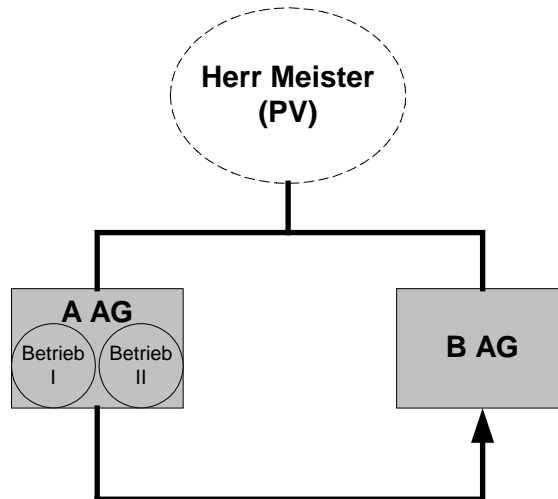 Herr Meister
(PV)
A AG
Betrieb
I
Betrieb
II
B AG